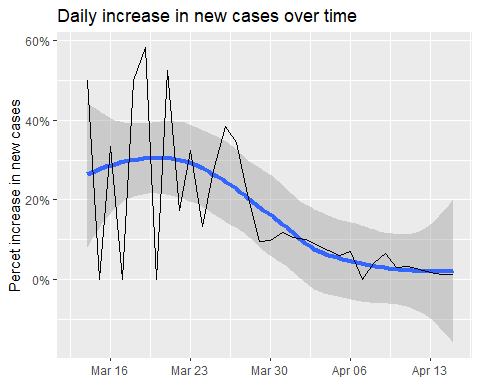 Daily increase in new cases over time
Percet increase in new cases
60%
40%
20%
0%
Mar 16
Mar 23
Mar 30
Apr 06
Apr 13